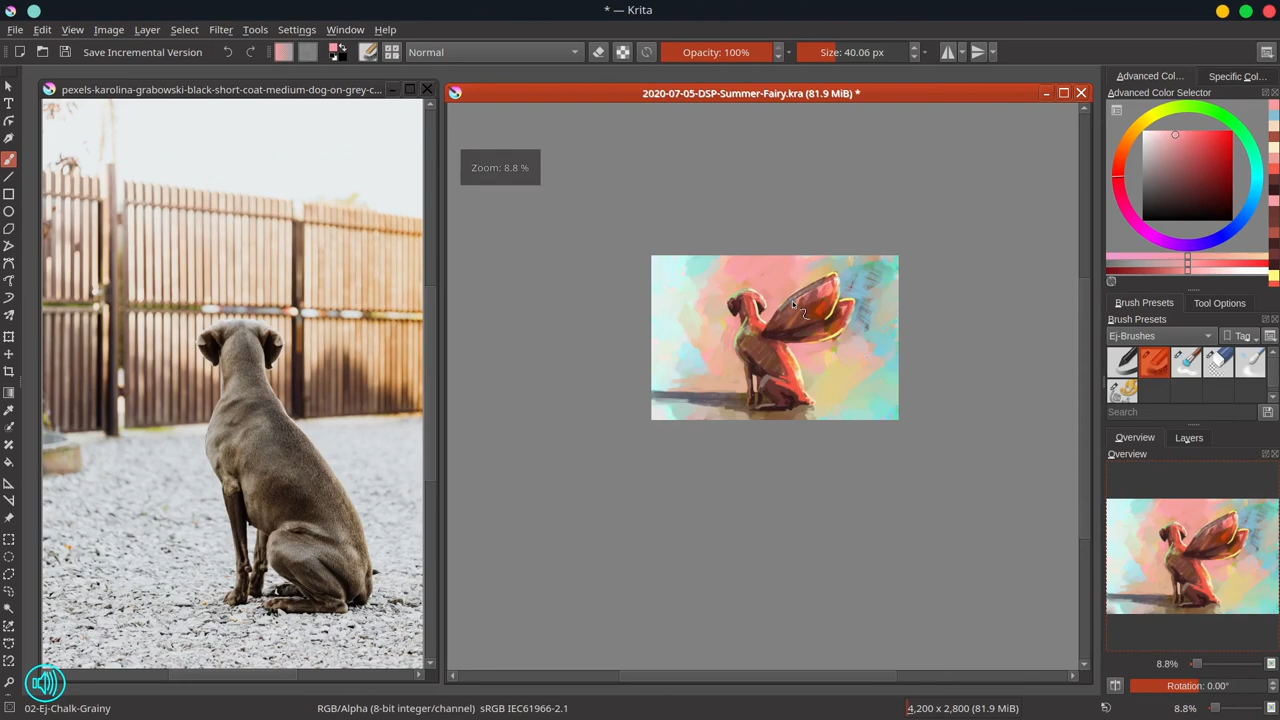 * — Krita
File Edit View Image Layer Select Filter Tools Settings Window Help
Save Incremental Version Normal Opacity: 100% Size: 40.06 px
pexels-karolina-grabowski-black-short-coat-medium-dog-on-grey-c...
2020-07-05-DSP-Summer-Fairy.kra (81.9 MiB) *
Zoom: 8.8 %
Advanced Col... Specific Col...
Advanced Color Selector
Brush Presets Tool Options
Brush Presets
Ej-Brushes Tag
Search
Overview Layers
Overview
8.8%
Rotation: 0.00°
02-Ej-Chalk-Grainy RGB/Alpha (8-bit integer/channel) sRGB IEC61966-2.1 4,200 x 2,800 (81.9 MiB) 8.8%